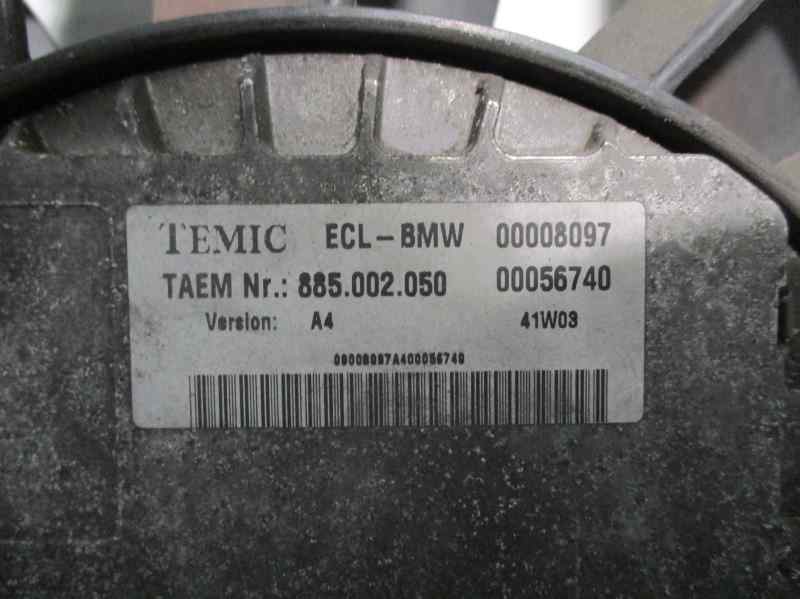 TEMIC ECL-BMW 00008097
TAEM Nr.: 885.002.050 00056740
Version: A4 41W03
00008097A400056740